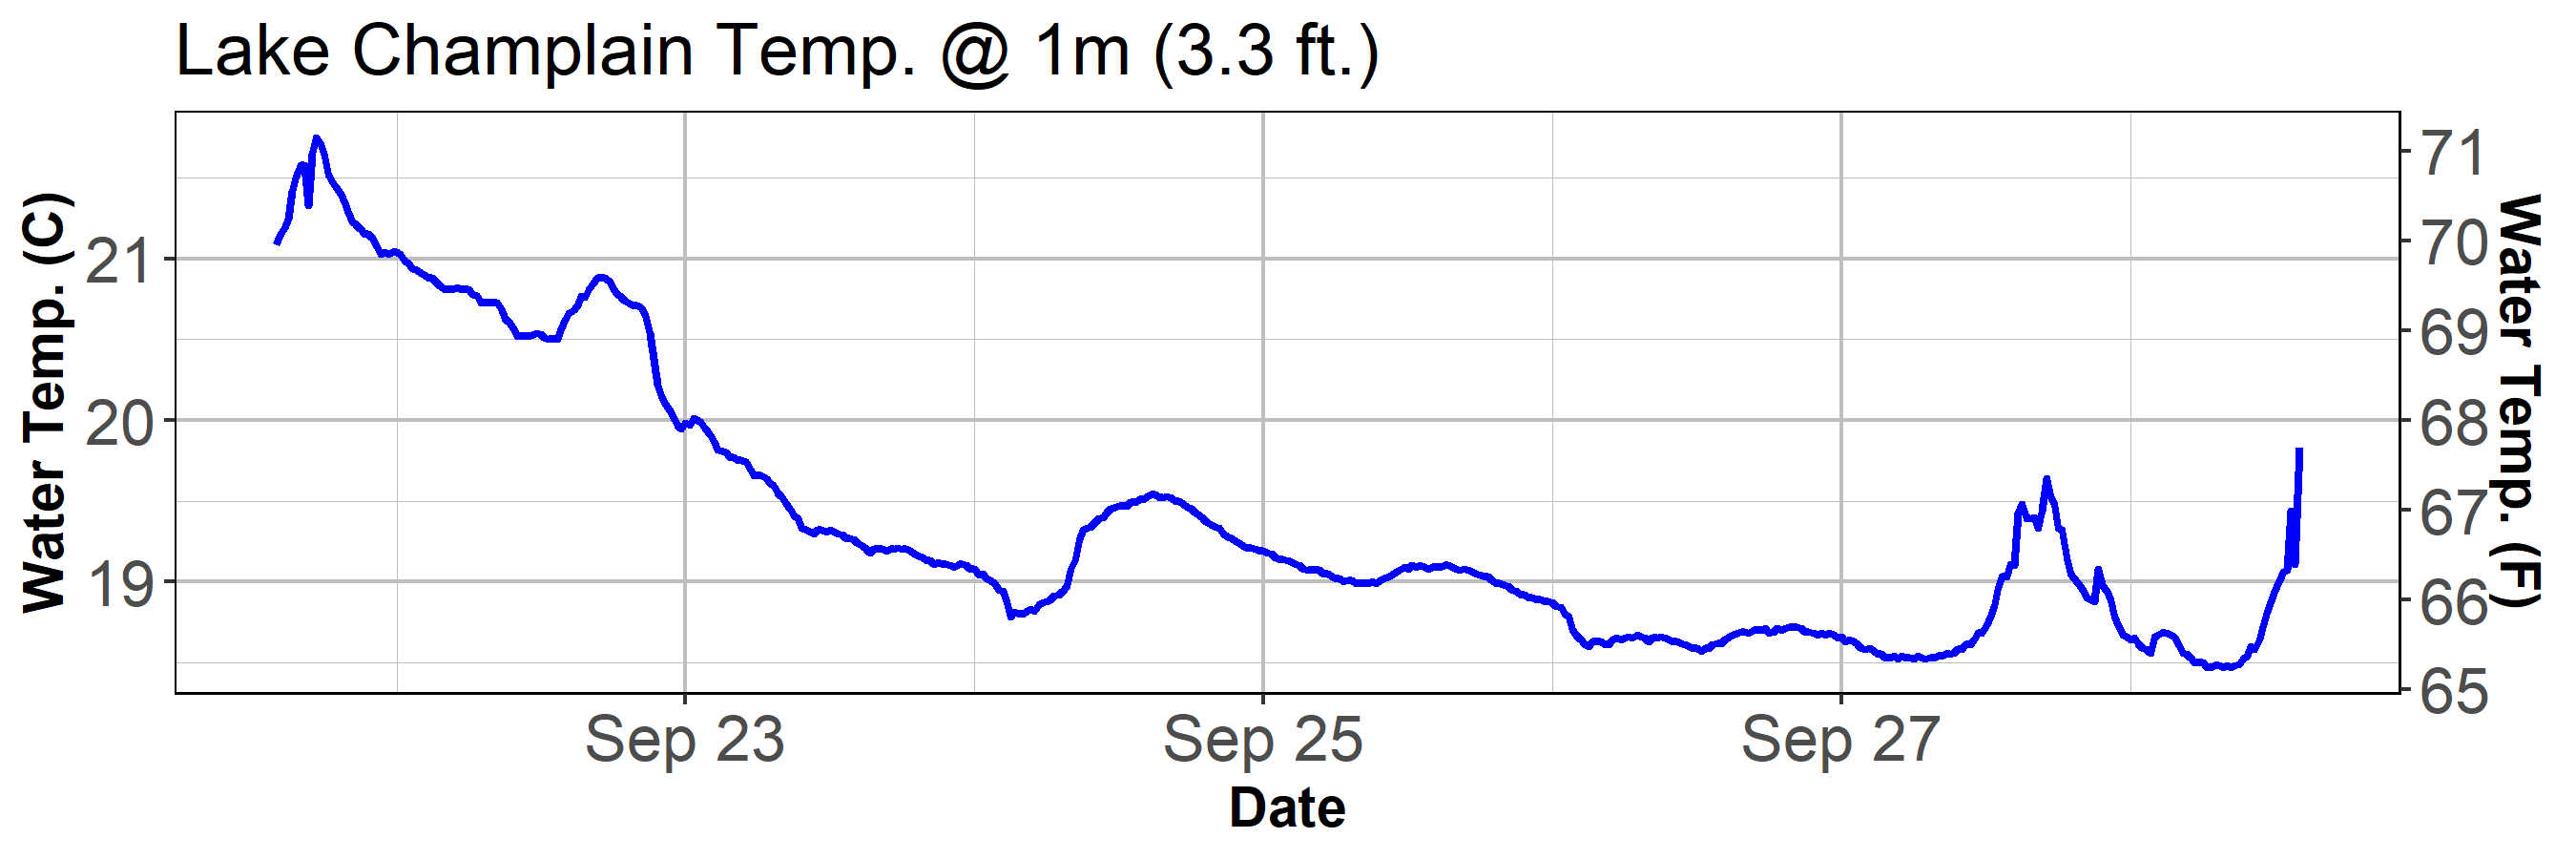 Lake Champlain Temp. @ 1m (3.3 ft.)
Water Temp. (C)
21
20
19
71
70
69
68
67
66
65
Water Temp. (F)
Sep 23
Sep 25
Sep 27
Date